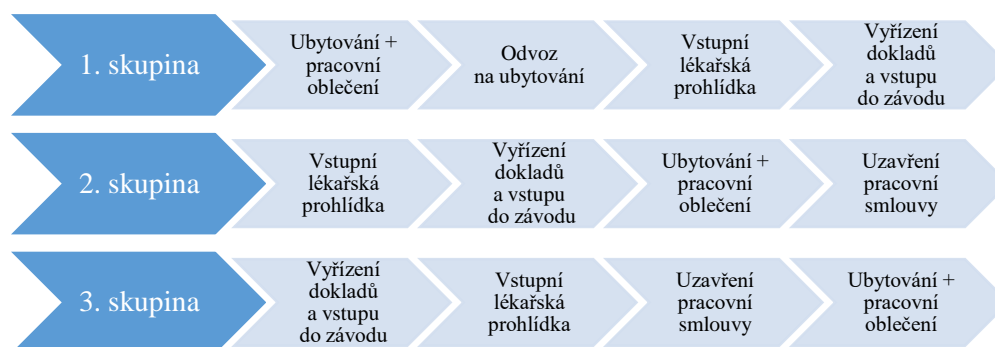 1. skupina
Ubytování +
pracovní
oblečení
Odvoz
na ubytování
Vstupní
lékařská
prohlídka
Vyřízení
dokladů
a vstupu
do závodu
2. skupina
Vstupní
lékařská
prohlídka
Vyřízení
dokladů
a vstupu
do závodu
Ubytování +
pracovní
oblečení
Uzavření
pracovní
smlouvy
3. skupina
Vyřízení
dokladů
a vstupu
do závodu
Vstupní
lékařská
prohlídka
Uzavření
pracovní
smlouvy
Ubytování +
pracovní
oblečení